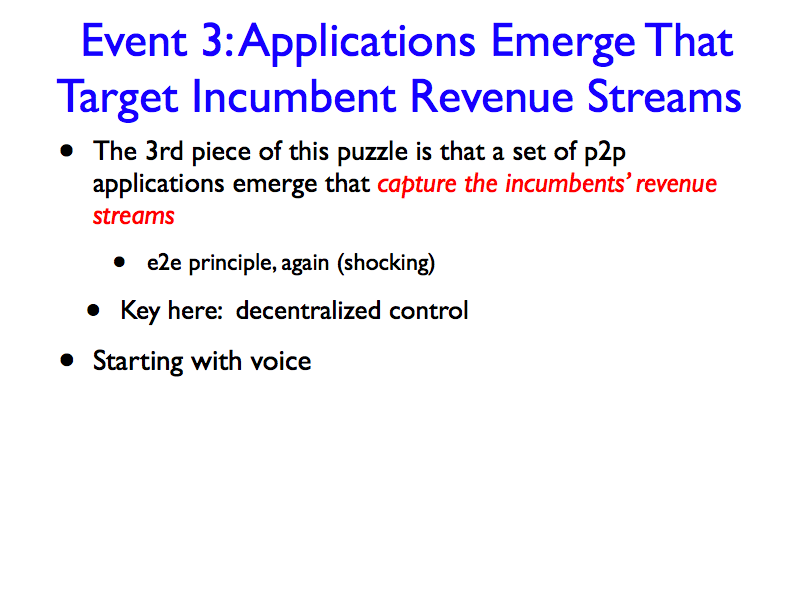 Event 3: Applications Emerge That
Target Incumbent Revenue Streams
• The 3rd piece of this puzzle is that a set of p2p
applications emerge that capture the incumbents’ revenue
streams
• e2e principle, again (shocking)
• Key here: decentralized control
• Starting with voice